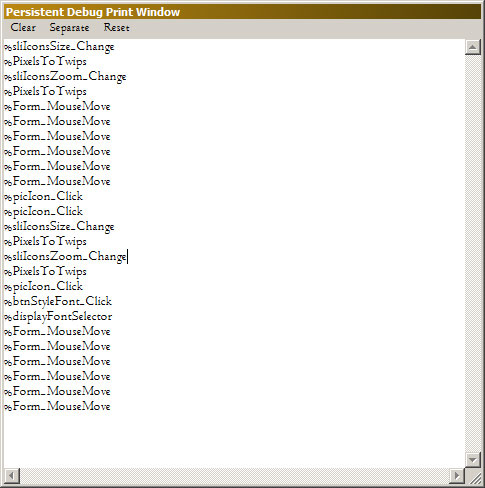 Persistent Debug Print Window
Clear Separate Reset
%sliIconsSize_Change
%PixelsToTwips
%sliIconsZoom_Change
%PixelsToTwips
%Form_MouseMove
%Form_MouseMove
%Form_MouseMove
%Form_MouseMove
%Form_MouseMove
%Form_MouseMove
%picIcon_Click
%picIcon_Click
%sliIconsSize_Change
%PixelsToTwips
%sliIconsZoom_Change
%PixelsToTwips
%picIcon_Click
%btnStyleFont_Click
%displayFontSelector
%Form_MouseMove
%Form_MouseMove
%Form_MouseMove
%Form_MouseMove
%Form_MouseMove
%Form_MouseMove